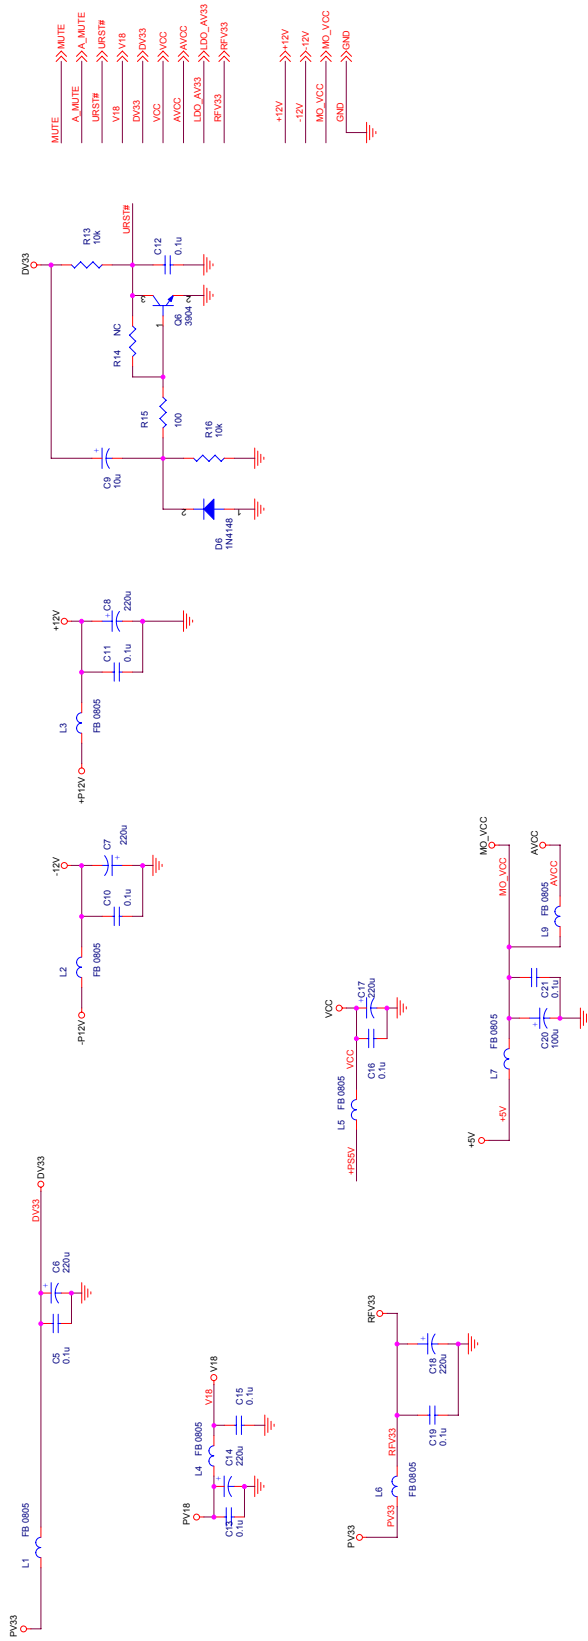 MUTE
A_MUTE
URST#
V18
DV33
VCC
AVCC
LDO_AV33
RFV33
MUTE
A_MUTE
URST#
V18
DV33
VCC
AVCC
LDO_AV33
RFV33
+12V
-12V
MO_VCC
GND
+12V
-12V
MO_VCC
GND
DV33
R13
10k
URST#
C12
0.1u
3
2
1
Q6
3904
NC
R14
R15
100
R16
10k
C9
10u
+
2
1
D6
1N4148
+12V
+
C8
220u
C11
0.1u
L3
FB 0805
+P12V
-12V
C7
220u
+
C10
0.1u
L2
FB 0805
-P12V
VCC
+
C17
220u
VCC
C16
0.1u
L5
FB 0805
+PS5V
MO_VCC
MO_VCC
AVCC
AVCC
L9
FB 0805
C21
0.1u
+
C20
100u
L7
FB 0805
+5V
+5V
DV33
DV33
+
C6
220u
C5
0.1u
L1
FB 0805
PV33
V18
V18
C15
0.1u
L4
FB 0805
+
C14
220u
C13
0.1u
PV18
RFV33
+
C18
220u
C19
0.1u
RFV33
L6
FB 0805
PV33
PV33